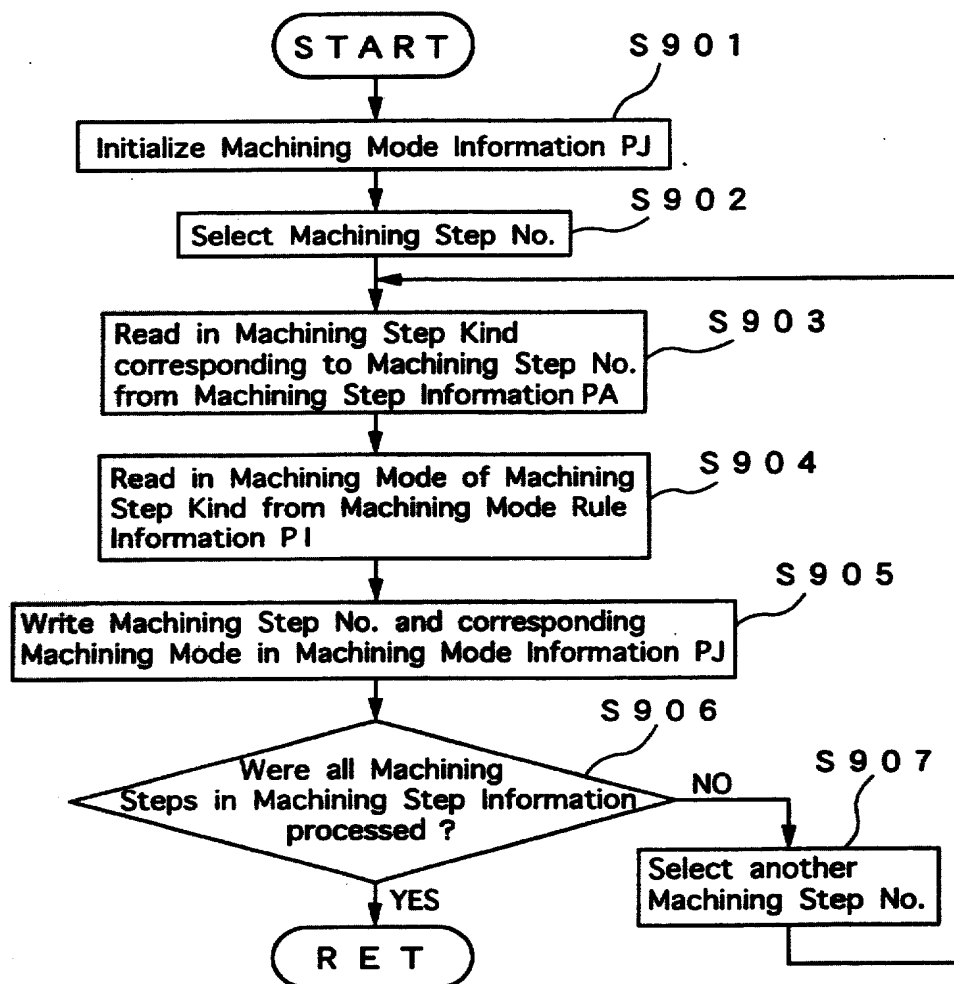 START
S901
Initialize Machining Mode Information PJ
S902
Select Machining Step No.
S903
Read in Machining Step Kind
corresponding to Machining Step No.
from Machining Step Information PA
S904
Read in Machining Mode of Machining
Step Kind from Machining Mode Rule
Information PI
S905
Write Machining Step No. and corresponding
Machining Mode in Machining Mode Information PJ
S906
Were all Machining
Steps in Machining Step Information
processed ?
NO
S907
Select another
Machining Step No.
YES
RET